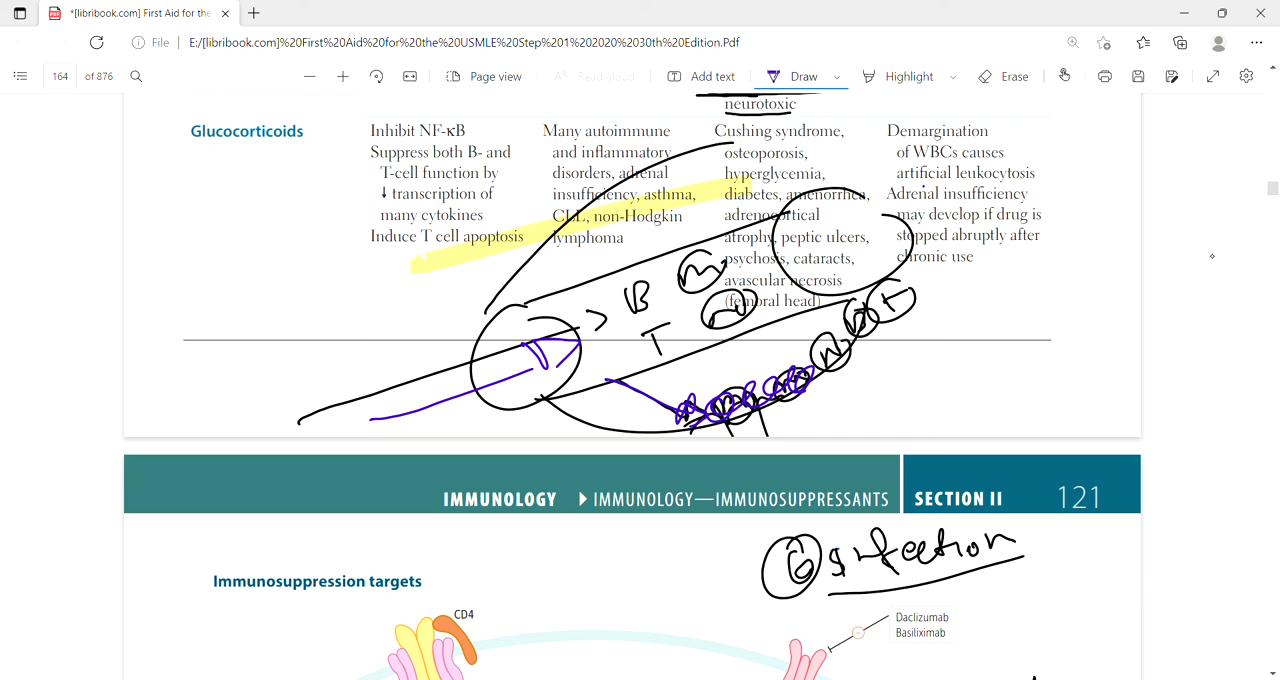 *[libribook.com] First Aid for the
File
E:/[libribook.com]%20First%20Aid%20for%20the%20USMLE%20Step%201%202020%2030th%20Edition.Pdf
164 of 876
Page view
Read aloud
Add text
Draw
Highlight
Erase
neurotoxic
Glucocorticoids
Inhibit NF-κB
Suppress both B- and
T-cell function by
↓ transcription of
many cytokines
Induce T cell apoptosis
Many autoimmune
and inflammatory
disorders, adrenal
insufficiency, asthma,
CLL, non-Hodgkin
lymphoma
Cushing syndrome,
osteoporosis,
hyperglycemia,
diabetes, amenorrhea,
adrenocortical
atrophy, peptic ulcers,
psychosis, cataracts,
avascular necrosis
(femoral head)
Demargination
of WBCs causes
artificial leukocytosis
Adrenal insufficiency
may develop if drug is
stopped abruptly after
chronic use
B
T
IMMUNOLOGY ▶ IMMUNOLOGY—IMMUNOSUPPRESSANTS
SECTION II 121
Infection
Immunosuppression targets
CD4
Daclizumab
Basiliximab